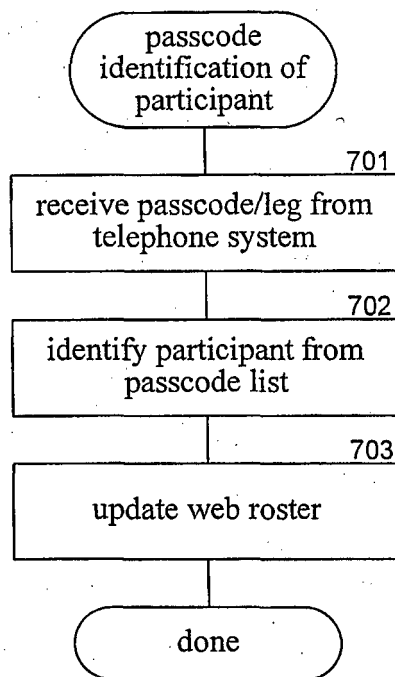 passcode
identification of
participant
701
receive passcode/leg from
telephone system
702
identify participant from
passcode list
703
update web roster
done